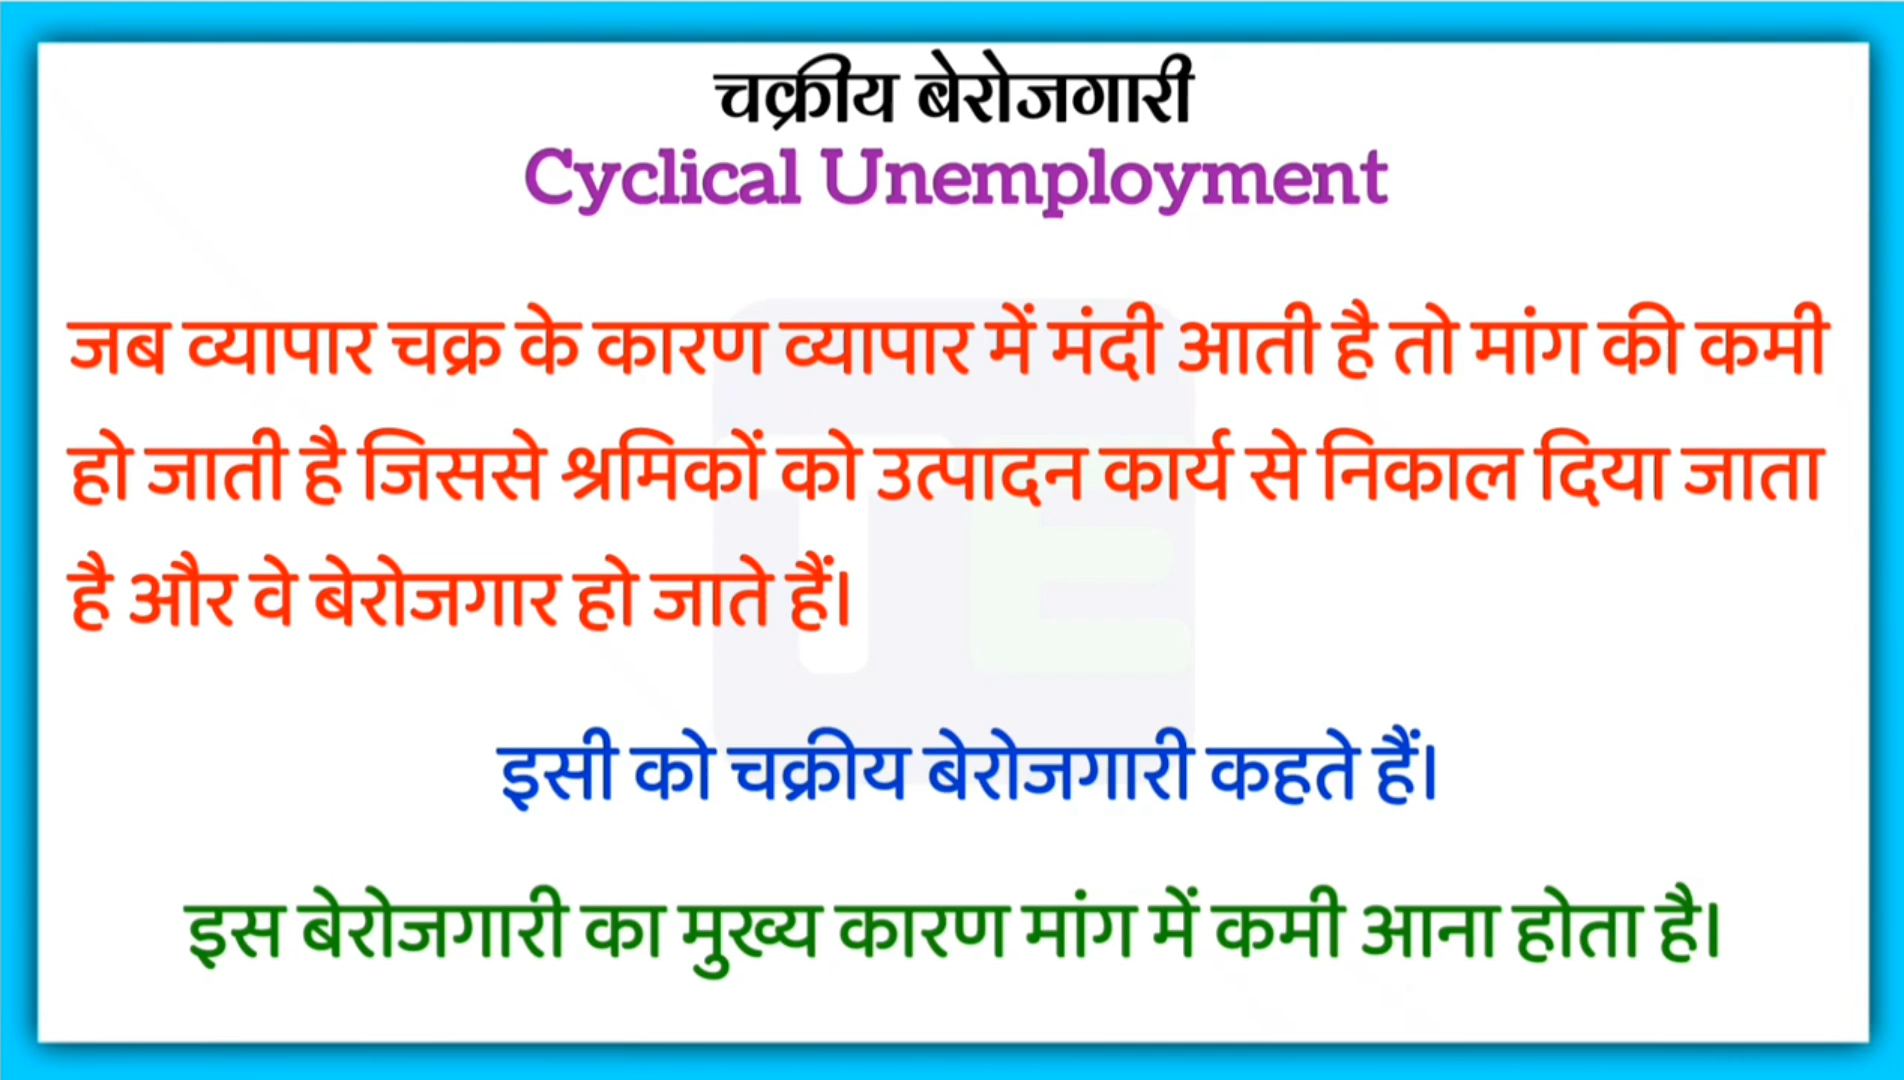 चक्रीय बेरोजगारी
Cyclical Unemployment
जब व्यापार चक्र के कारण व्यापार में मंदी आती है तो मांग की कमी
हो जाती है जिससे श्रमिकों को उत्पादन कार्य से निकाल दिया जाता
है और वे बेरोजगार हो जाते हैं।
इसी को चक्रीय बेरोजगारी कहते हैं।
इस बेरोजगारी का मुख्य कारण मांग में कमी आना होता है।
TE